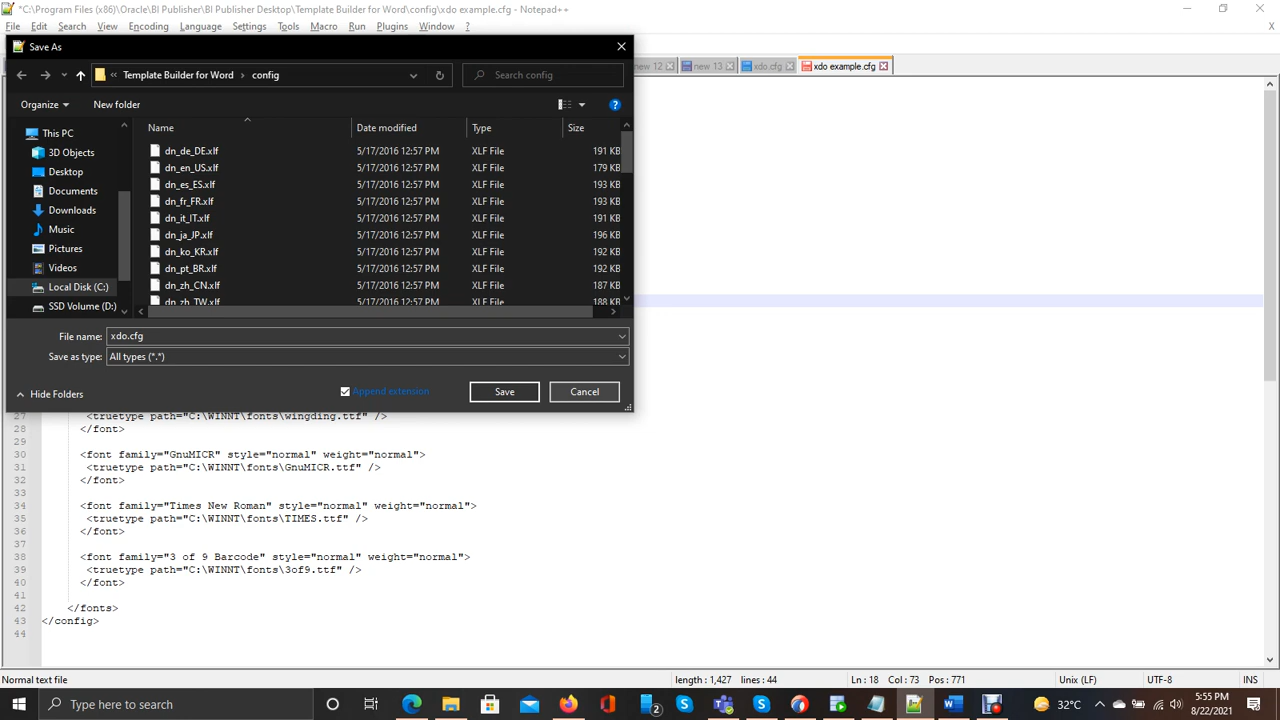 *C:\Program Files (x86)\Oracle\BI Publisher\BI Publisher Desktop\Template Builder for Word\config\xdo example.cfg - Notepad++
File Edit Search View Encoding Language Settings Tools Macro Run Plugins Window ? X
new 12 new 13 xdo.cfg xdo example.cfg
Save As
« Template Builder for Word › config
Search config
Organize New folder
Name Date modified Type Size
This PC
3D Objects
Desktop
Documents
Downloads
Music
Pictures
Videos
Local Disk (C:)
SSD Volume (D:)
dn_de_DE.xlf 5/17/2016 12:57 PM XLF File 191 KB
dn_en_US.xlf 5/17/2016 12:57 PM XLF File 179 KB
dn_es_ES.xlf 5/17/2016 12:57 PM XLF File 193 KB
dn_fr_FR.xlf 5/17/2016 12:57 PM XLF File 193 KB
dn_it_IT.xlf 5/17/2016 12:57 PM XLF File 191 KB
dn_ja_JP.xlf 5/17/2016 12:57 PM XLF File 196 KB
dn_ko_KR.xlf 5/17/2016 12:57 PM XLF File 192 KB
dn_pt_BR.xlf 5/17/2016 12:57 PM XLF File 192 KB
dn_zh_CN.xlf 5/17/2016 12:57 PM XLF File 187 KB
dn_zh_TW.xlf 5/17/2016 12:57 PM XLF File 188 KB
File name: xdo.cfg
Save as type: All types (*.*)
Hide Folders Append extension Save Cancel
27 <truetype path="C:\WINNT\fonts\wingding.ttf" />
28 </font>
29
30 <font family="GnuMICR" style="normal" weight="normal">
31 <truetype path="C:\WINNT\fonts\GnuMICR.ttf" />
32 </font>
33
34 <font family="Times New Roman" style="normal" weight="normal">
35 <truetype path="C:\WINNT\fonts\TIMES.ttf" />
36 </font>
37
38 <font family="3 of 9 Barcode" style="normal" weight="normal">
39 <truetype path="C:\WINNT\fonts\3of9.ttf" />
40 </font>
41
42 </fonts>
43 </config>
44
Normal text file length : 1,427 lines : 44 Ln : 18 Col : 73 Pos : 771 Unix (LF) UTF-8 INS
Type here to search
2
32°C
ENG
5:55 PM
8/22/2021